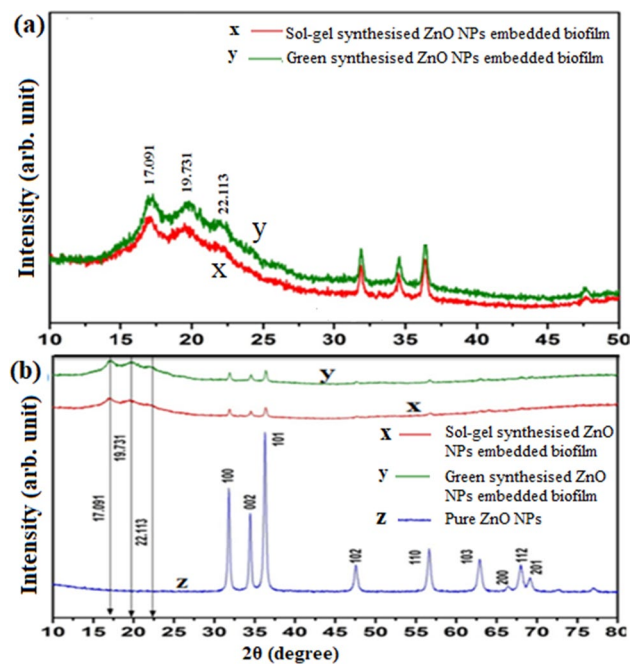 (a)
x Sol-gel synthesised ZnO NPs embedded biofilm
y Green synthesised ZnO NPs embedded biofilm
Intensity (arb. unit)
17.091
19.731
22.113
y
x
10 15 20 25 30 35 40 45 50
(b)
y
x
x Sol-gel synthesised ZnO
NPs embedded biofilm
y Green synthesised ZnO
NPs embedded biofilm
z Pure ZnO NPs
Intensity (arb. unit)
17.091
19.731
22.113
z
100
002
101
102
110
103
200
112
201
10 15 20 25 30 35 40 45 50 55 60 65 70 75 80
2θ (degree)